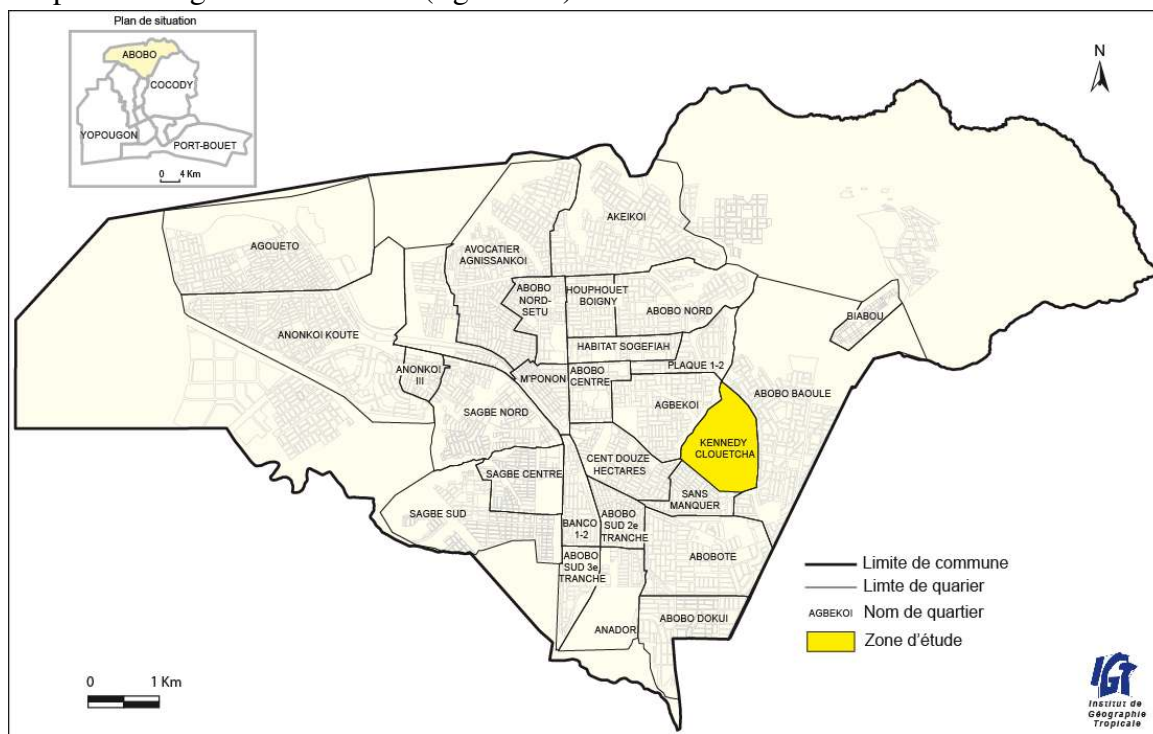 Plan de situation
ABOBO
COCODY
YOPOUGON
PORT-BOUET
0 4 Km
N
AKEIKOI
AGOUETO
AVOCATIER
AGNISSANKOI
ABOBO
NORD-
SETU
HOUPHOUET
BOIGNY
ABOBO NORD
BIABOU
ANONKOI KOUTE
HABITAT SOGEFIAH
ANONKOI
III
M'PONON
ABOBO
CENTRE
PLAQUE 1-2
ABOBO BAOULE
SAGBE NORD
AGBEKOI
KENNEDY
CLOUETCHA
CENT DOUZE
HECTARES
SAGBE CENTRE
SANS
MANQUER
SAGBE SUD
BANCO
1-2
ABOBO
SUD 2e
TRANCHE
ABOBOTE
ABOBO
SUD 3e
TRANCHE
ANADOR
ABOBO DOKUI
Limite de commune
Limte de quarier
AGBEKOI Nom de quartier
Zone d'étude
0 1 Km
IGT
Institut de
Géographie
Tropicale